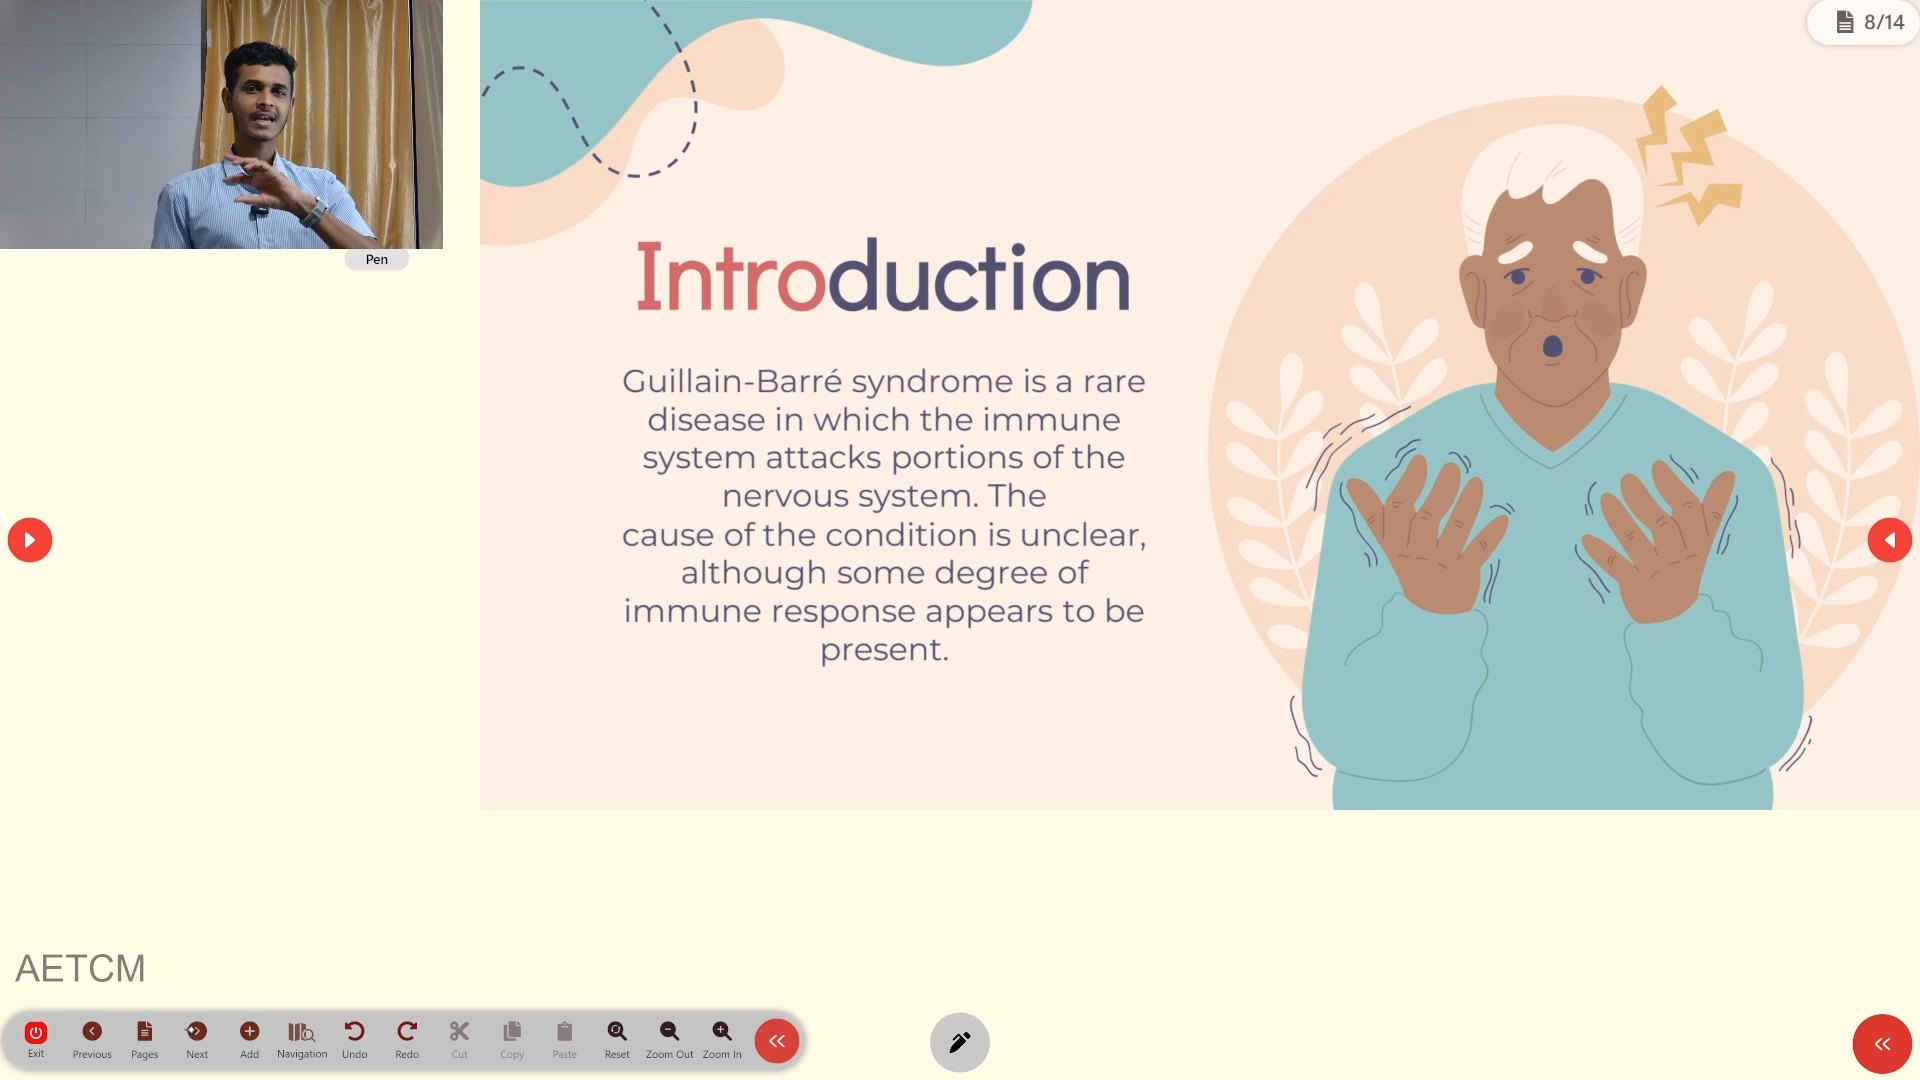 8/14
Pen
Introduction
Guillain-Barré syndrome is a rare
disease in which the immune
system attacks portions of the
nervous system. The
cause of the condition is unclear,
although some degree of
immune response appears to be
present.
AETCM
Exit Previous Pages Next Add Navigation Undo Redo Cut Copy Paste Reset Zoom Out Zoom In